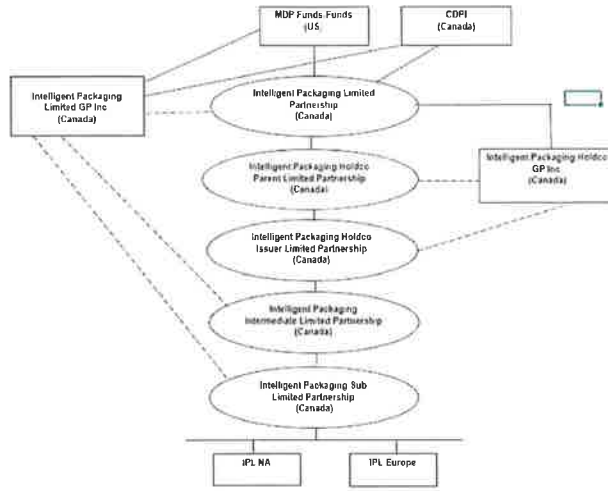 MDP Funds-Funds
(US)
CDPI
(Canada)
Intelligent Packaging
Limited GP Inc
(Canada)
Intelligent Packaging Limited
Partnership
(Canada)
Intelligent Packaging Holdco
Parent Limited Partnership
(Canada)
Intelligent Packaging Holdco
GP Inc
(Canada)
Intelligent Packaging Holdco
Issuer Limited Partnership
(Canada)
Intelligent Packaging
Intermediate Limited Partnership
(Canada)
Intelligent Packaging Sub
Limited Partnership
(Canada)
IPL NA
IPL Europe